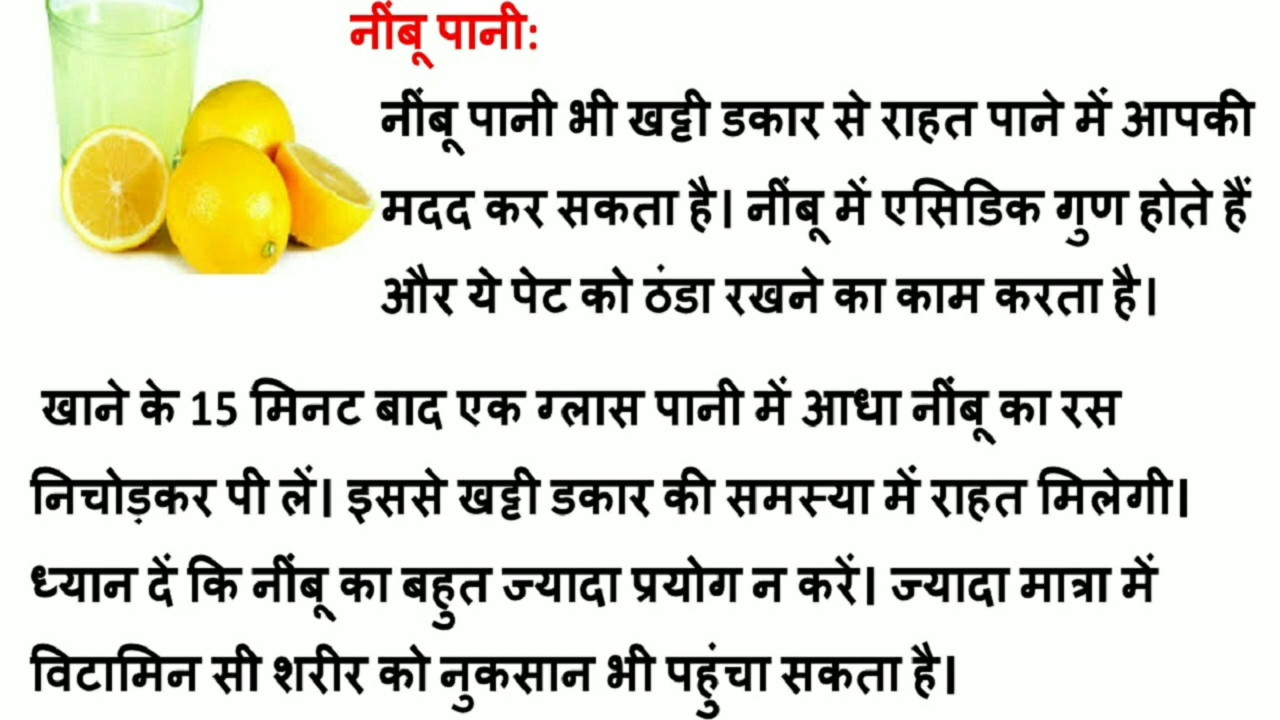 नींबू पानी:
नींबू पानी भी खट्टी डकार से राहत पाने में आपकी
मदद कर सकता है। नींबू में एसिडिक गुण होते हैं
और ये पेट को ठंडा रखने का काम करता है।
खाने के 15 मिनट बाद एक ग्लास पानी में आधा नींबू का रस
निचोड़कर पी लें। इससे खट्टी डकार की समस्या में राहत मिलेगी।
ध्यान दें कि नींबू का बहुत ज्यादा प्रयोग न करें। ज्यादा मात्रा में
विटामिन सी शरीर को नुकसान भी पहुंचा सकता है।